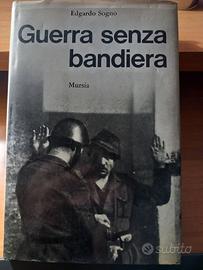 Edgardo Sogno
Guerra senza
bandiera
Mursia
subito